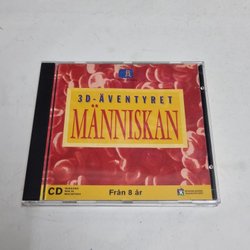 3D-ÄVENTYRET
MÄNNISKAN
CD
Från 8 år